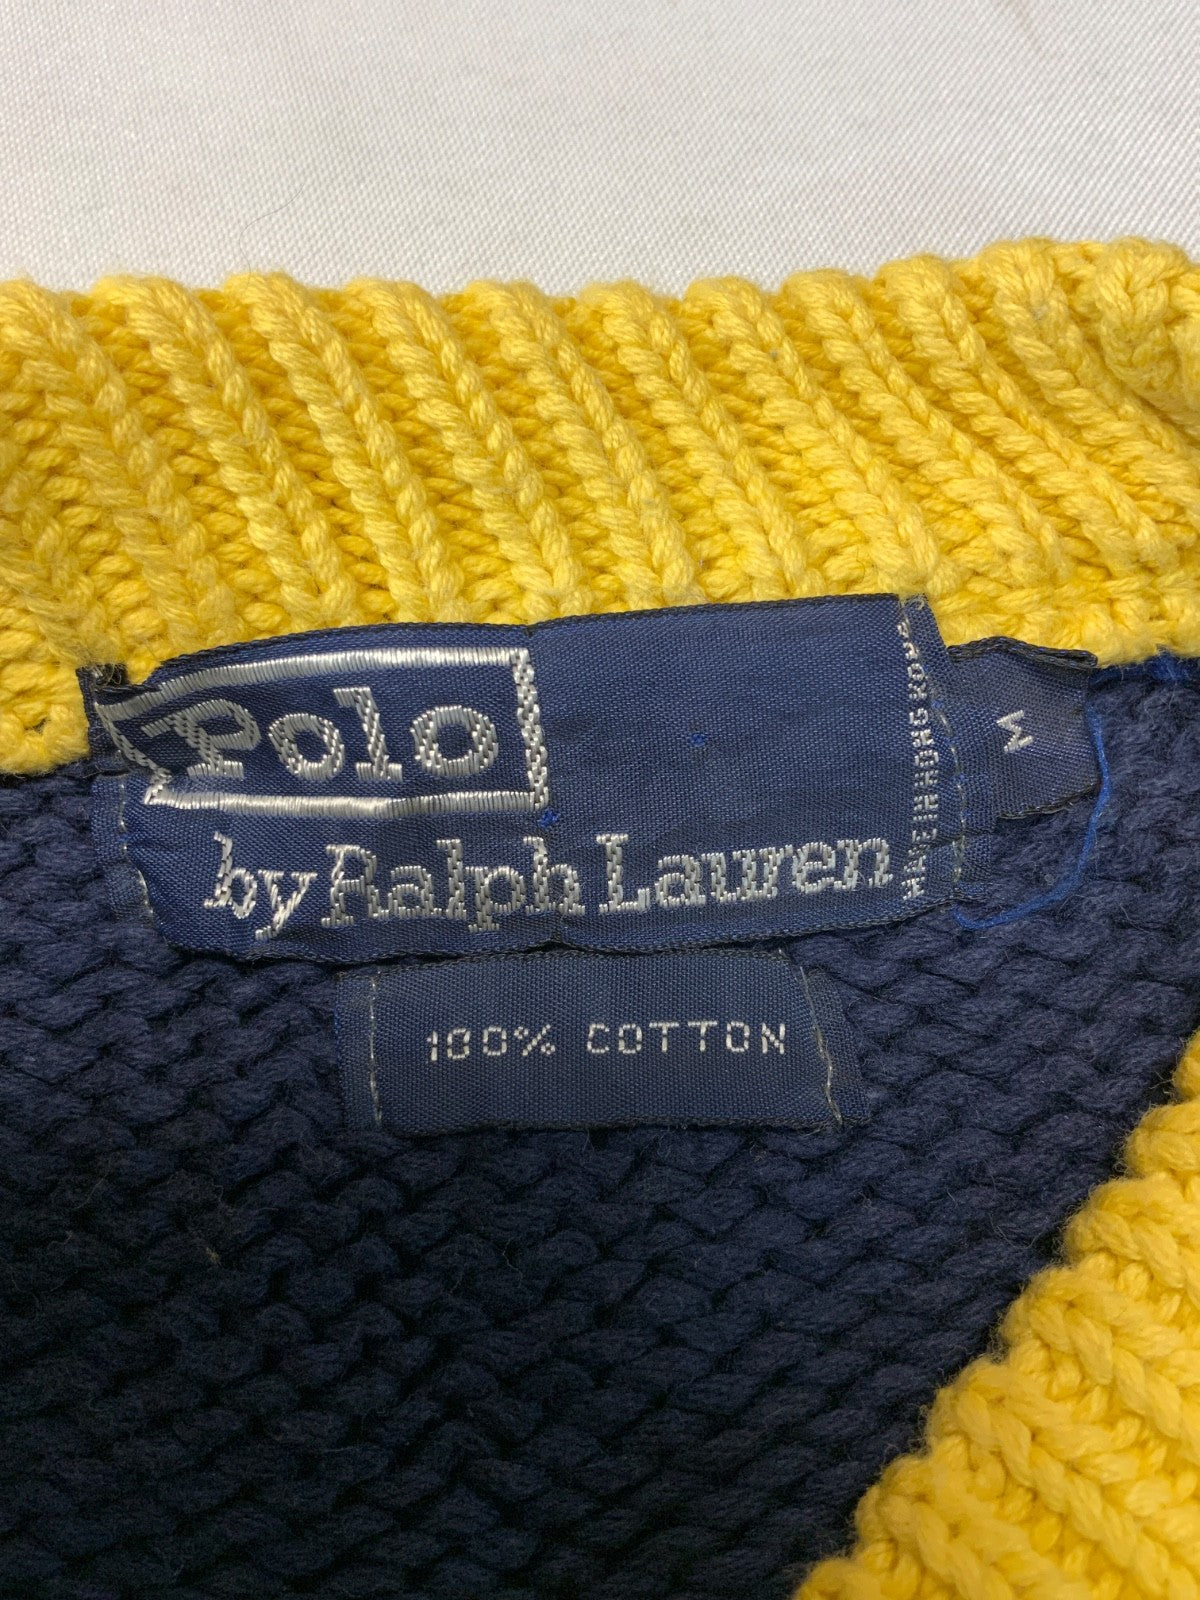 Polo
by Ralph Lauren
MADE IN HONG KONG
M
100% COTTON